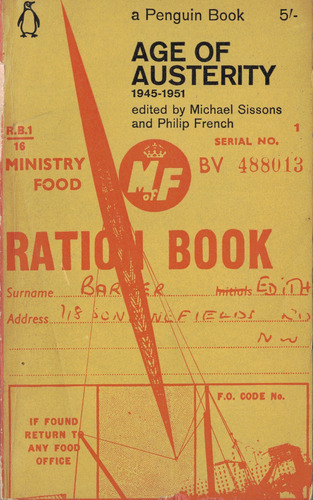 a Penguin Book 5/-
AGE OF
AUSTERITY
1945-1951
edited by Michael Sissons
and Philip French
R.B.1
16
MINISTRY
FOOD
M of F
SERIAL NO. 1
BV 488013
RATION BOOK
Surname BARKER Initials EDITH
Address
N W
IF FOUND
RETURN TO
ANY FOOD
OFFICE
F.O. CODE No.